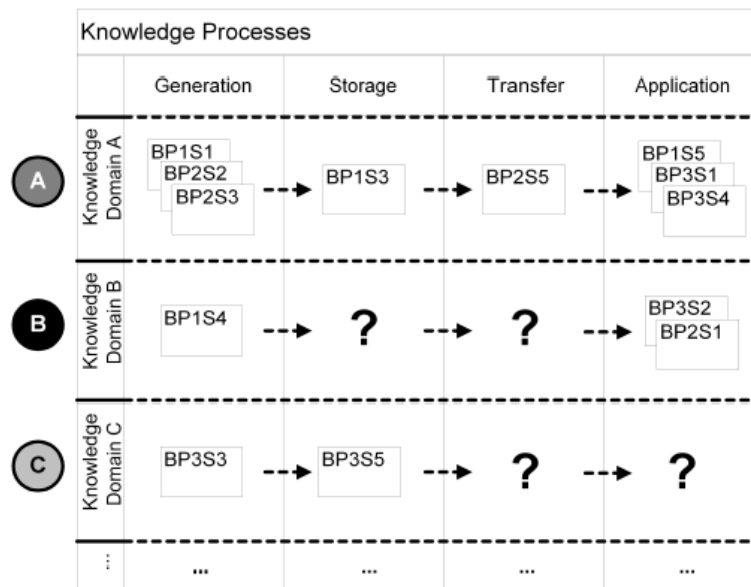 Knowledge Processes
Generation Storage Transfer Application
A
Knowledge
Domain A
BP1S1
BP2S2
BP2S3
BP1S3
BP2S5
BP1S5
BP3S1
BP3S4
B
Knowledge
Domain B
BP1S4
?
?
BP3S2
BP2S1
C
Knowledge
Domain C
BP3S3
BP3S5
?
?
... ... ... ... ...